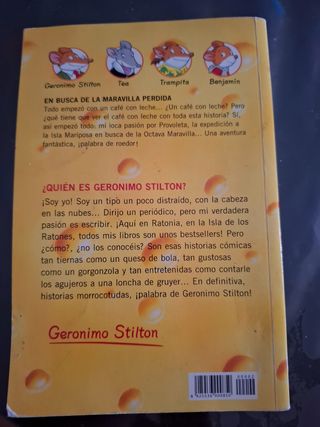 Geronimo Stilton Tea Trampita Benjamín
EN BUSCA DE LA MARAVILLA PERDIDA
Todo empezó con un café con leche... ¿Un café con leche? Pero
¿qué tiene que ver el café con leche con toda esta historia? Sí,
así empezó todo: mi loca pasión por Provoleta, la expedición a
la Isla Mariposa en busca de la Octava Maravilla... Una aventura
fantástica, ¡palabra de roedor!
¿QUIÉN ES GERONIMO STILTON?
¡Soy yo! Soy un tipo un poco distraído, con la cabeza
en las nubes... Dirijo un periódico, pero mi verdadera
pasión es escribir. ¡Aquí en Ratonia, en la Isla de los
Ratones, todos mis libros son unos bestsellers! Pero
¿cómo?, ¿no los conocéis? Son esas historias cómicas
tan tiernas como un queso de bola, tan gustosas
como un gorgonzola y tan entretenidas como contarle
los agujeros a una loncha de gruyer... En definitiva,
historias morrocotudas, ¡palabra de Geronimo Stilton!
Geronimo Stilton
00002